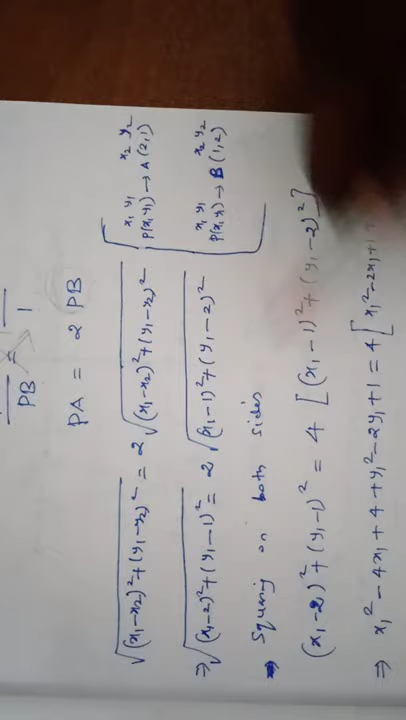 PB = 1
PA = 2 PB
√(x₁-x₂)²+(y₁-y₂)² = 2 √(x₁-x₂)²+(y₁-y₂)²
x₁ y₁ x₂ y₂
P(x₁ y₁) → A(2,1)
⇒ √(x₁-2)²+(y₁-1)² = 2 √(x₁-1)²+(y₁-2)²
x₁ y₁ x₂ y₂
P(x₁ y₁) → B(1,2)
⇒ Squaring on both sides
(x₁-2)²+(y₁-1)² = 4 [(x₁-1)²+(y₁-2)²]
⇒ x₁²-4x₁+4+y₁²-2y₁+1 = 4[x₁²-2x₁+1